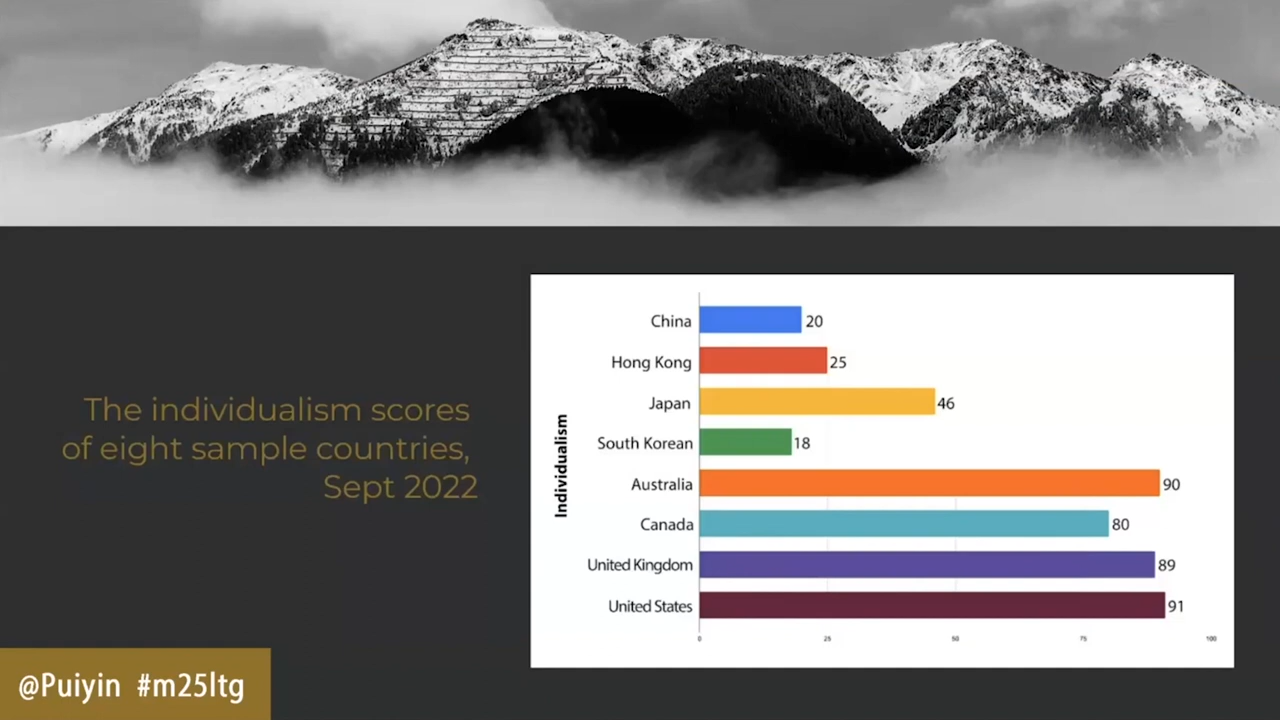 The individualism scores
of eight sample countries,
Sept 2022
Individualism
China 20
Hong Kong 25
Japan 46
South Korean 18
Australia 90
Canada 80
United Kingdom 89
United States 91
0 25 50 75 100
@Puiyin #m25ltg